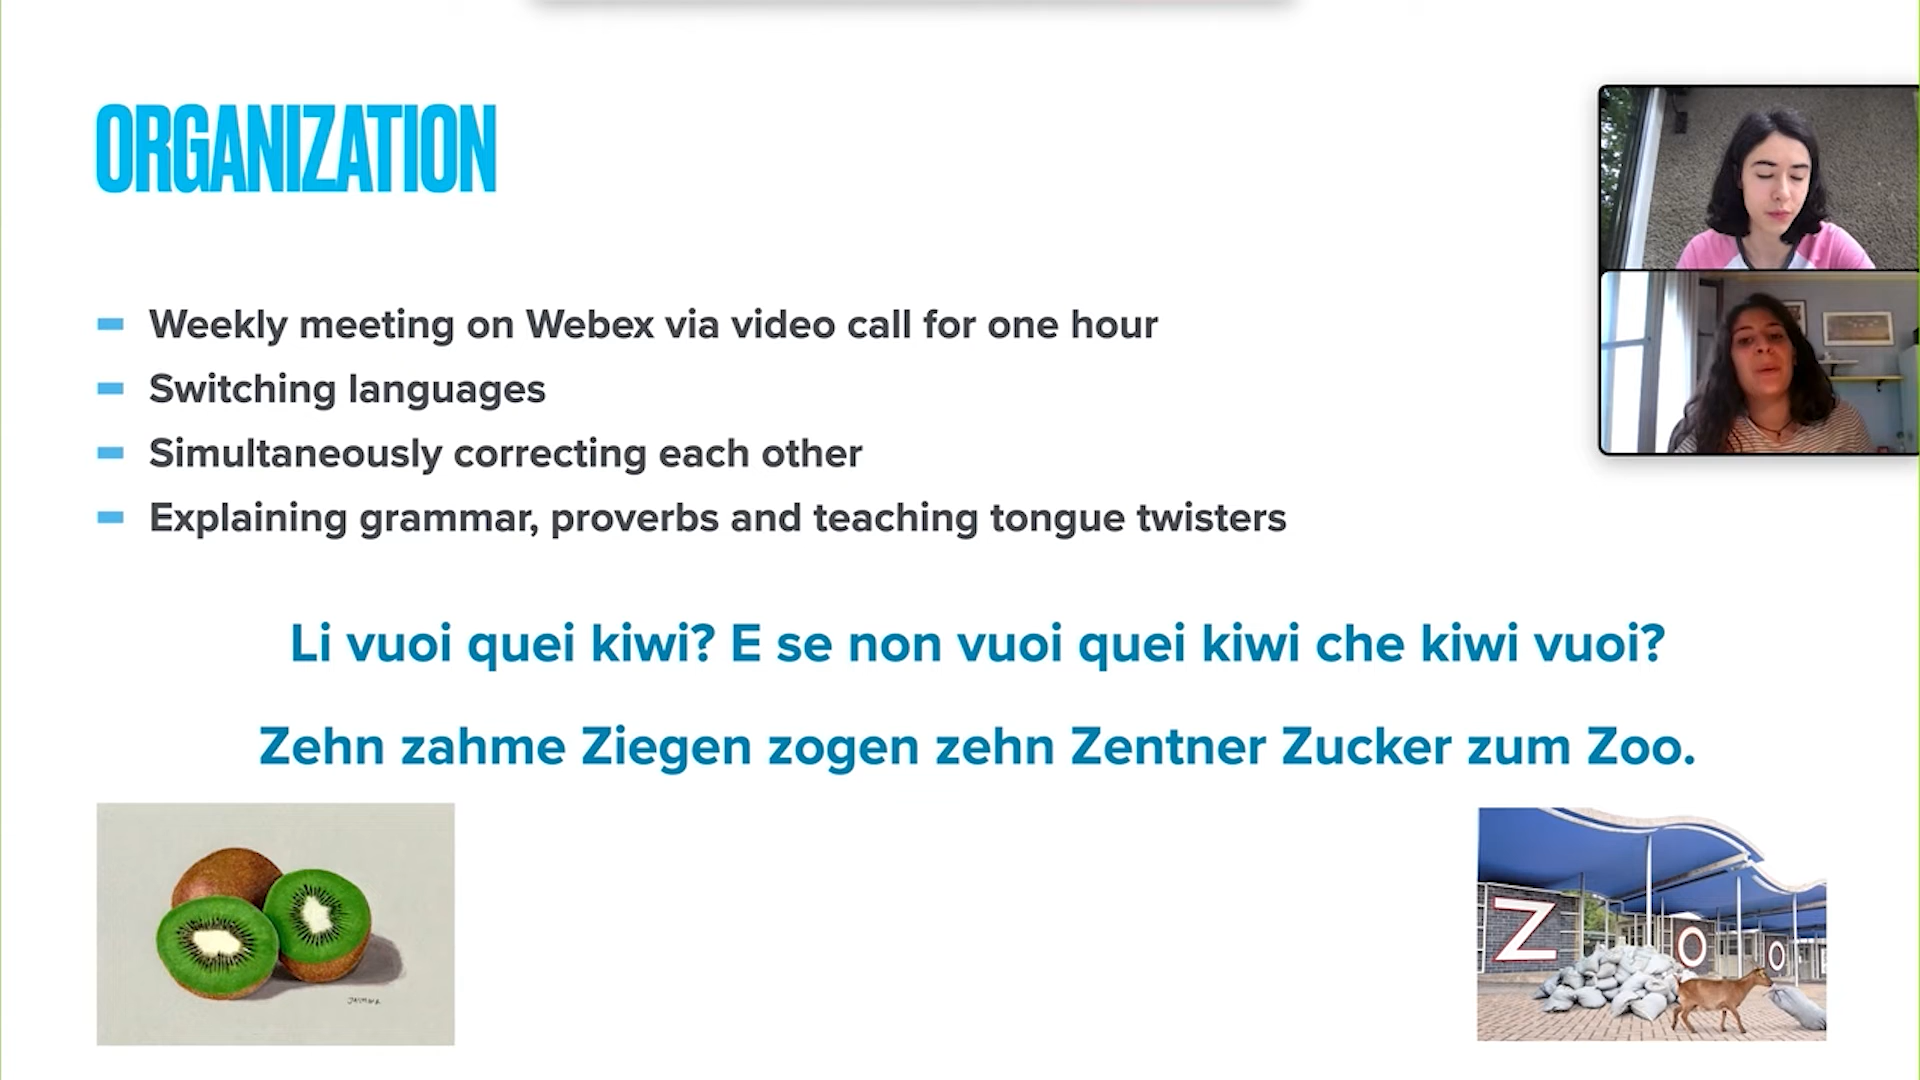 ORGANIZATION
Weekly meeting on Webex via video call for one hour
Switching languages
Simultaneously correcting each other
Explaining grammar, proverbs and teaching tongue twisters
Li vuoi quei kiwi? E se non vuoi quei kiwi che kiwi vuoi?
Zehn zahme Ziegen zogen zehn Zentner Zucker zum Zoo.
ZOO